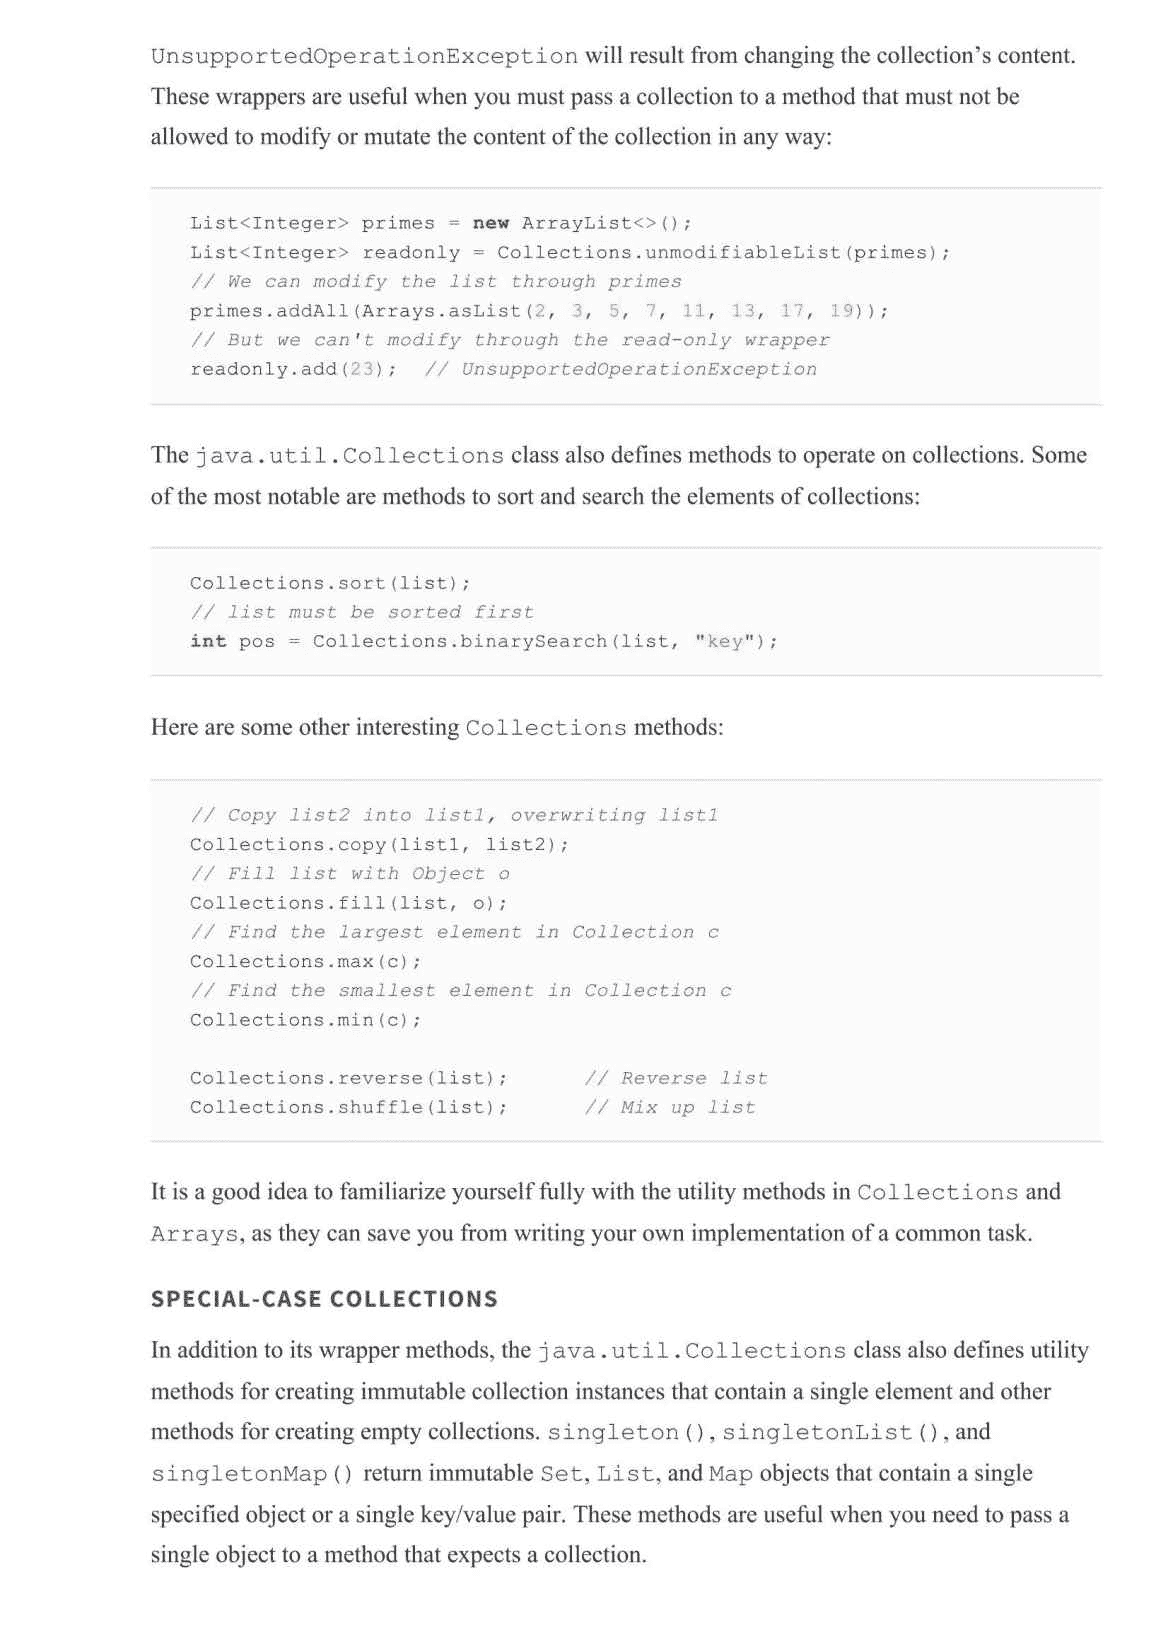 UnsupportedOperationException will result from changing the collection’s content.
These wrappers are useful when you must pass a collection to a method that must not be
allowed to modify or mutate the content of the collection in any way:
List<Integer> primes = new ArrayList<>();
List<Integer> readonly = Collections.unmodifiableList(primes);
// We can modify the list through primes
primes.addAll(Arrays.asList(2, 3, 5, 7, 11, 13, 17, 19));
// But we can't modify through the read-only wrapper
readonly.add(23);  // UnsupportedOperationException
The java.util.Collections class also defines methods to operate on collections. Some
of the most notable are methods to sort and search the elements of collections:
Collections.sort(list);
// list must be sorted first
int pos = Collections.binarySearch(list, "key");
Here are some other interesting Collections methods:
// Copy list2 into list1, overwriting list1
Collections.copy(list1, list2);
// Fill list with Object o
Collections.fill(list, o);
// Find the largest element in Collection c
Collections.max(c);
// Find the smallest element in Collection c
Collections.min(c);
Collections.reverse(list);      // Reverse list
Collections.shuffle(list);      // Mix up list
It is a good idea to familiarize yourself fully with the utility methods in Collections and
Arrays, as they can save you from writing your own implementation of a common task.
SPECIAL-CASE COLLECTIONS
In addition to its wrapper methods, the java.util.Collections class also defines utility
methods for creating immutable collection instances that contain a single element and other
methods for creating empty collections. singleton(), singletonList(), and
singletonMap() return immutable Set, List, and Map objects that contain a single
specified object or a single key/value pair. These methods are useful when you need to pass a
single object to a method that expects a collection.